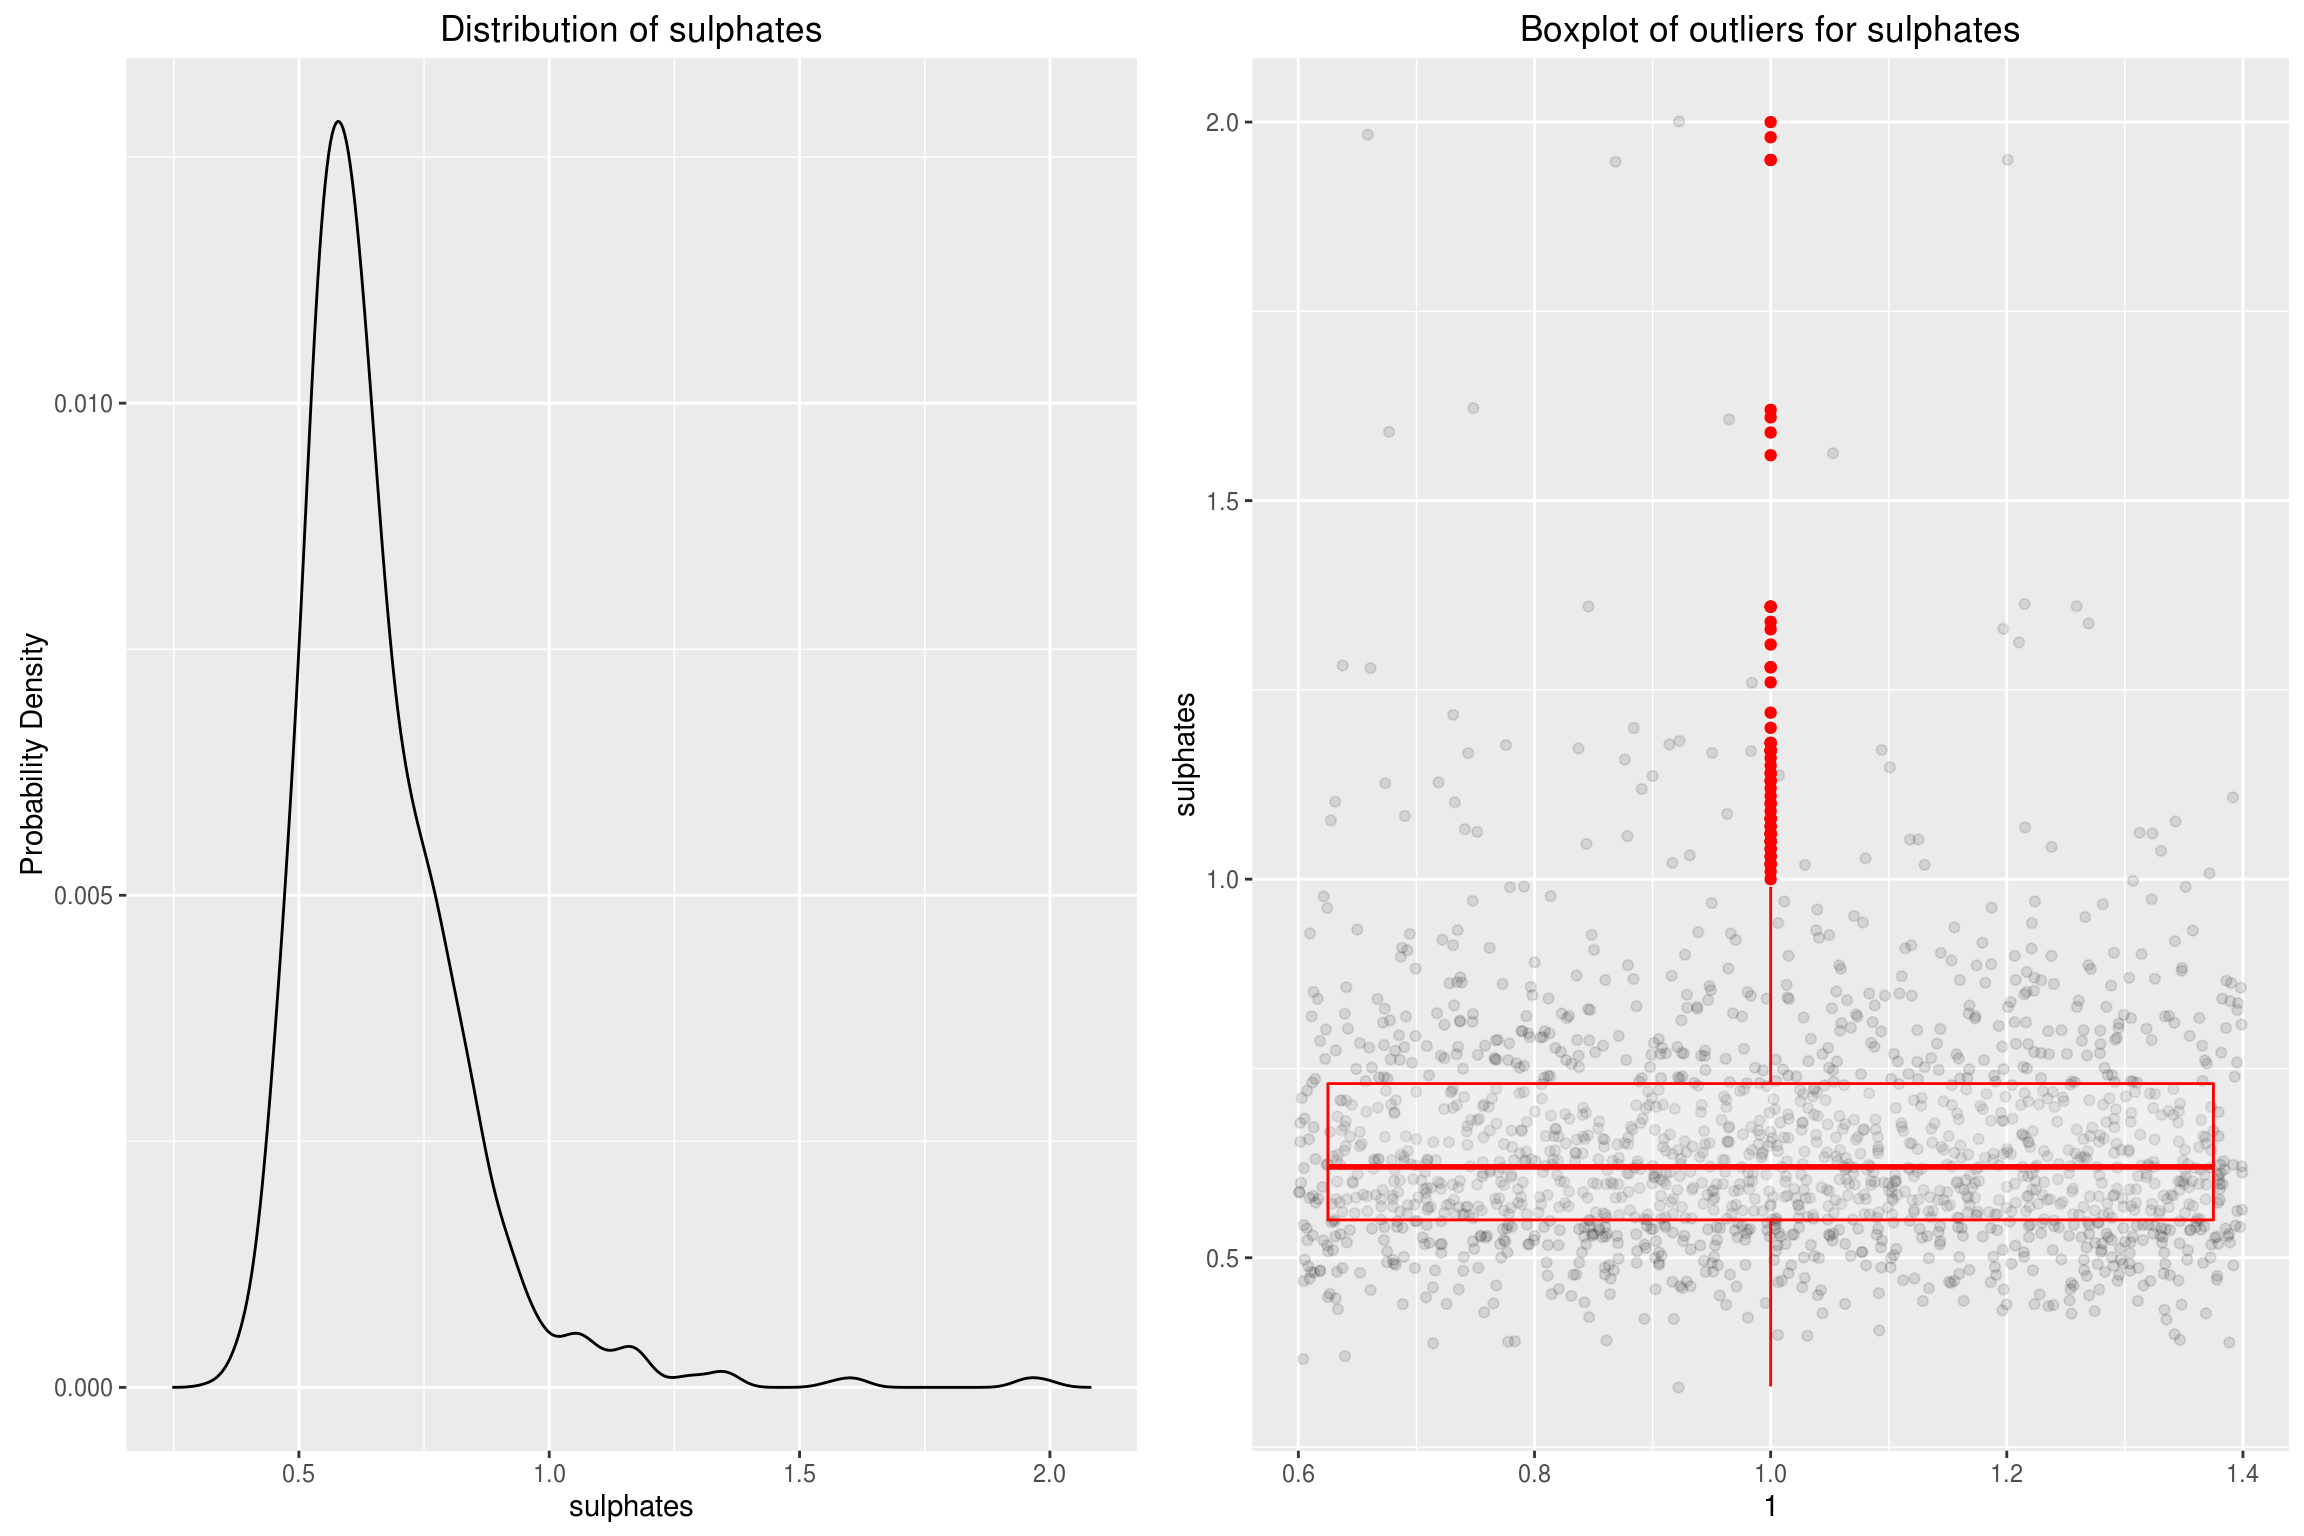 Distribution of sulphates
Probability Density
0.010
0.005
0.000
0.5 1.0 1.5 2.0
sulphates
Boxplot of outliers for sulphates
sulphates
2.0
1.5
1.0
0.5
0.6 0.8 1.0 1.2 1.4
1